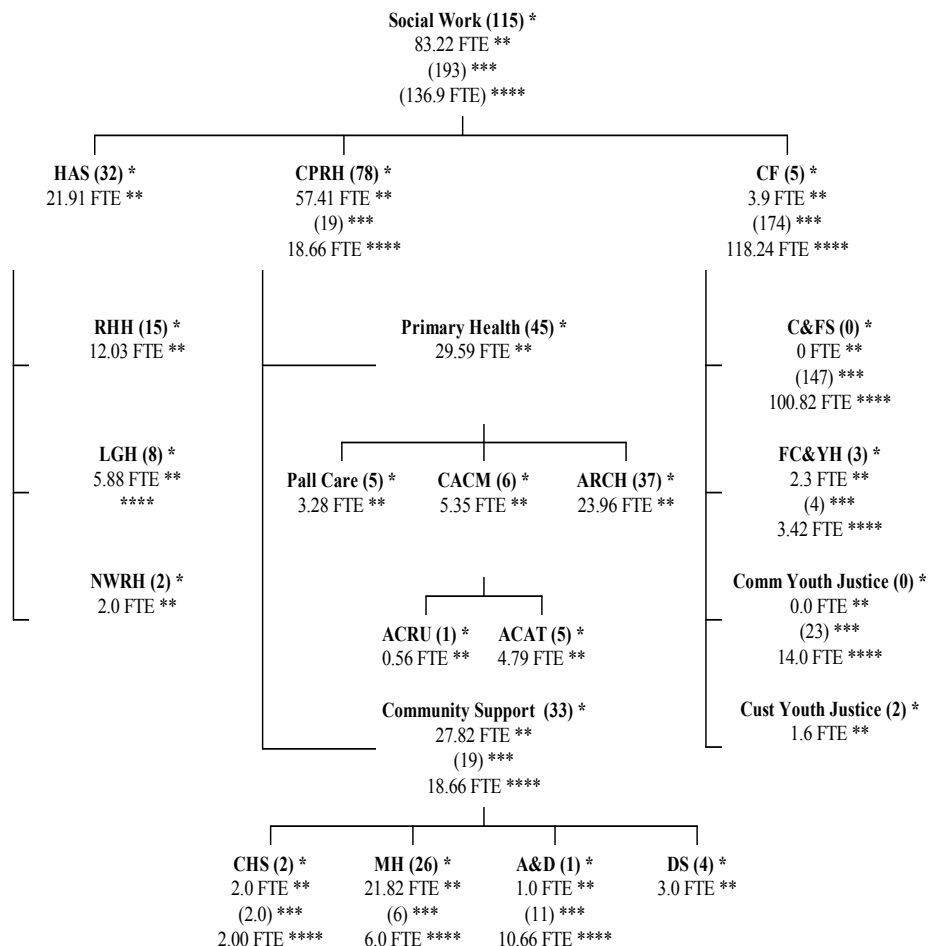 Social Work (115) *
83.22 FTE **
(193) ***
(136.9 FTE) ****
HAS (32) *
21.91 FTE **
CPRH (78) *
57.41 FTE **
(19) ***
18.66 FTE ****
CF (5) *
3.9 FTE **
(174) ***
118.24 FTE ****
RHH (15) *
12.03 FTE **
LGH (8) *
5.88 FTE **
****
NWRH (2) *
2.0 FTE **
Primary Health (45) *
29.59 FTE **
Pall Care (5) *
3.28 FTE **
CACM (6) *
5.35 FTE **
ARCH (37) *
23.96 FTE **
ACRU (1) *
0.56 FTE **
ACAT (5) *
4.79 FTE **
Community Support (33) *
27.82 FTE **
(19) ***
18.66 FTE ****
CHS (2) *
2.0 FTE **
(2.0) ***
2.00 FTE ****
MH (26) *
21.82 FTE **
(6) ***
6.0 FTE ****
A&D (1) *
1.0 FTE **
(11) ***
10.66 FTE ****
DS (4) *
3.0 FTE **
C&FS (0) *
0 FTE **
(147) ***
100.82 FTE ****
FC&YH (3) *
2.3 FTE **
(4) ***
3.42 FTE ****
Comm Youth Justice (0) *
0.0 FTE **
(23) ***
14.0 FTE ****
Cust Youth Justice (2) *
1.6 FTE **